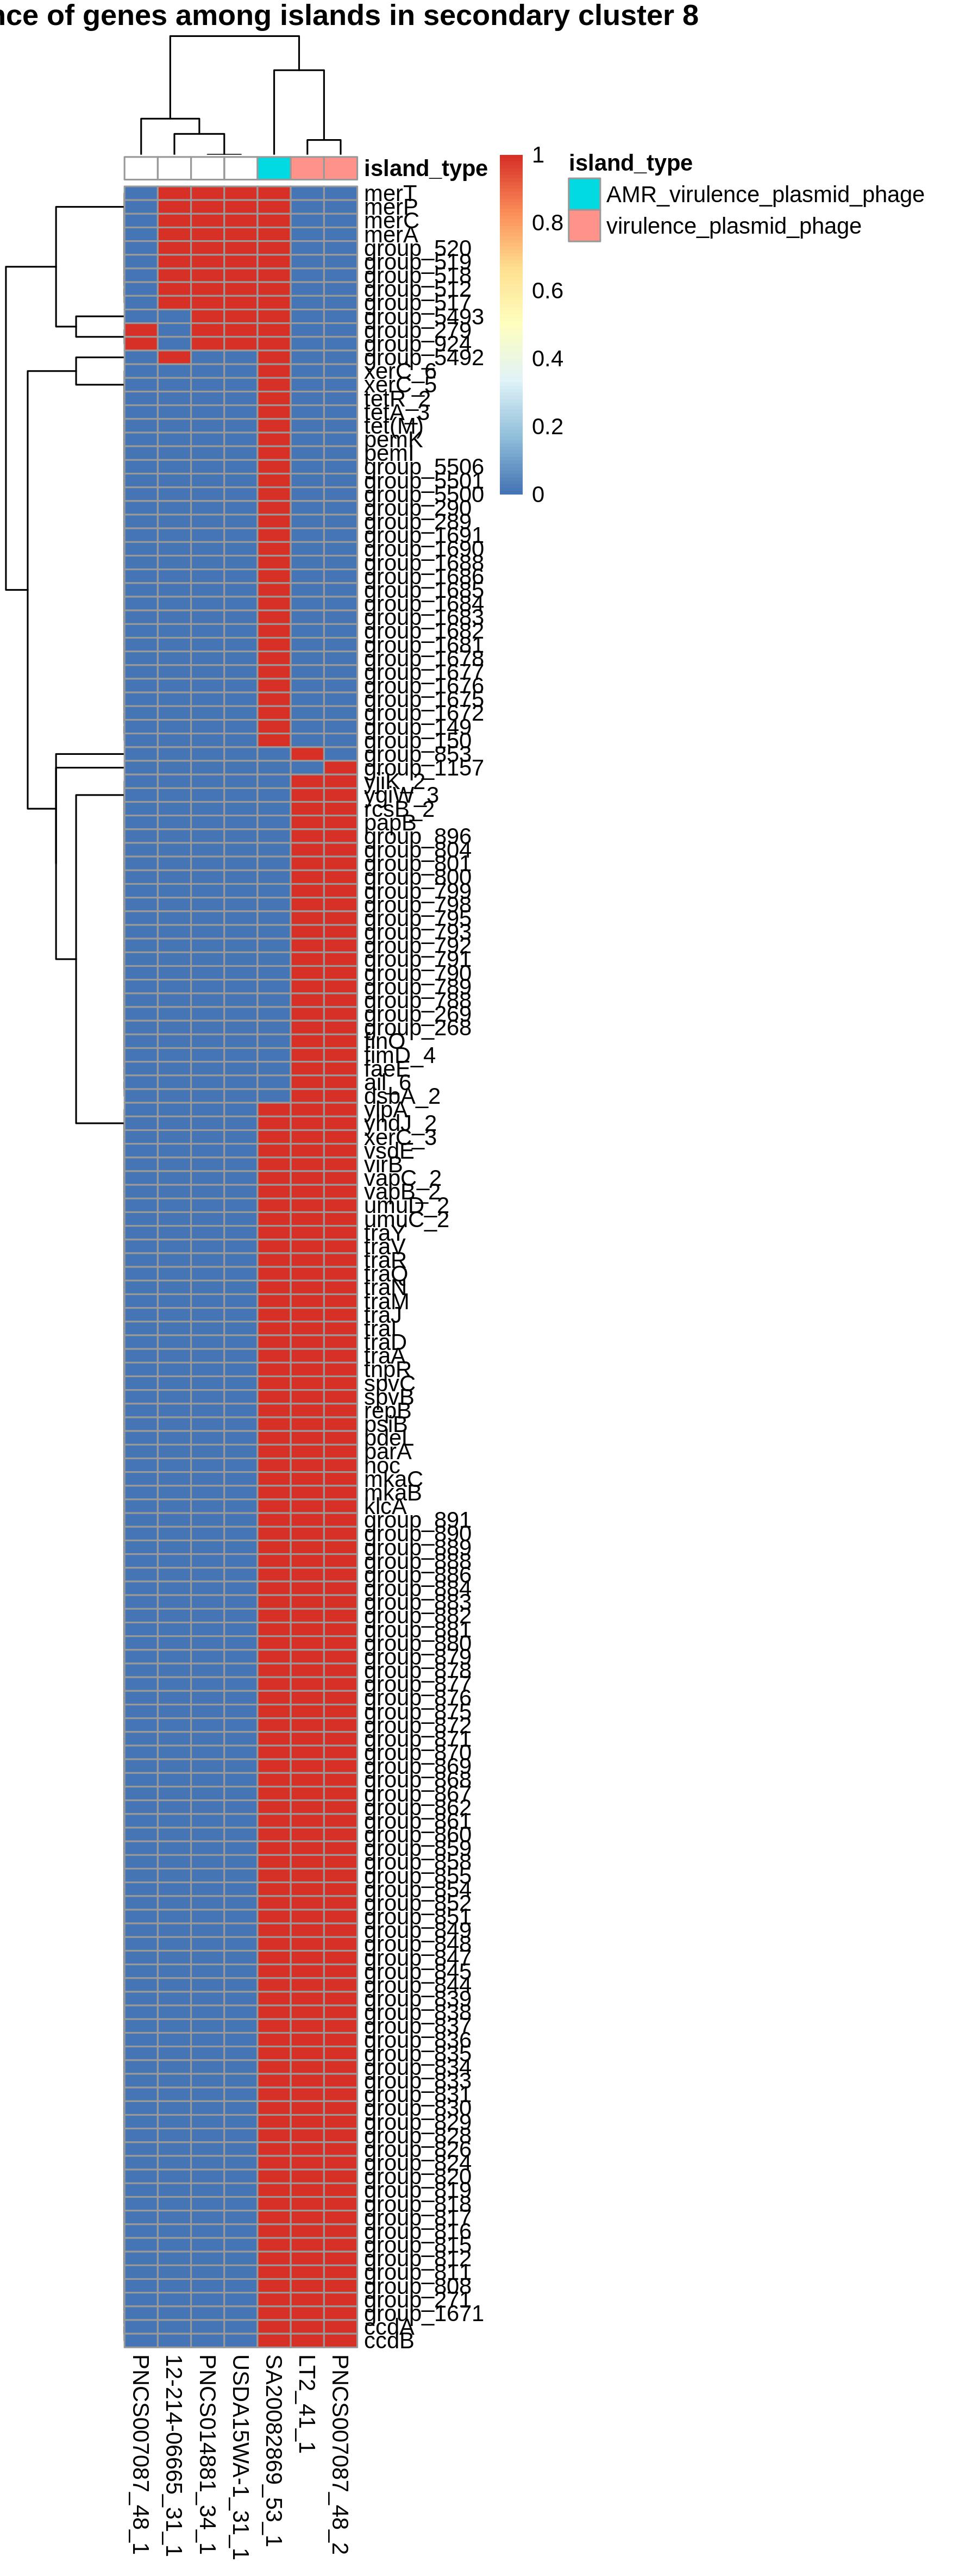 nce of genes among islands in secondary cluster 8
island_type
1
0.8
0.6
0.4
0.2
0
island_type
AMR_virulence_plasmid_phage
virulence_plasmid_phage
merT
merP
merC
merA
group_520
group_519
group_518
group_512
group_517
group_5493
group_279
group_924
group_5492
xerC_6
xerC_5
tetR_2
tetA_3
tet(M)
pemK
pemI
group_5506
group_5501
group_5500
group_290
group_289
group_1691
group_1690
group_1688
group_1686
group_1685
group_1684
group_1683
group_1682
group_1681
group_1678
group_1677
group_1676
group_1675
group_1672
group_149
group_150
group_853
group_1157
yjiK_2
ygiW_3
rcsB_2
papB
group_896
group_804
group_801
group_800
group_799
group_798
group_795
group_793
group_792
group_791
group_790
group_789
group_788
group_269
group_268
finO
fimD_4
faeE
ail_6
dsbA_2
ylpA
yhdJ_2
xerC_3
vsdE
virB
vapC_2
vapB_2
umuD_2
umuC_2
traY
traV
traR
traQ
traN
traM
traJ
traI
traD
traA
tnpR
spvC
spvB
repB
psiB
pdeL
parA
noc
mkaC
mkaB
klcA
group_891
group_890
group_889
group_888
group_886
group_884
group_883
group_882
group_881
group_880
group_879
group_878
group_877
group_876
group_875
group_872
group_871
group_870
group_869
group_868
group_867
group_862
group_861
group_860
group_859
group_858
group_855
group_854
group_852
group_851
group_849
group_848
group_847
group_845
group_844
group_839
group_838
group_837
group_836
group_835
group_834
group_833
group_831
group_830
group_829
group_828
group_826
group_824
group_820
group_819
group_818
group_817
group_816
group_815
group_812
group_811
group_808
group_271
group_1671
ccdA
ccdB
PNCS007087_48_1
12-214-06665_31_1
PNCS014881_34_1
USDA15WA-1_31_1
SA20082869_53_1
LT2_41_1
PNCS007087_48_2